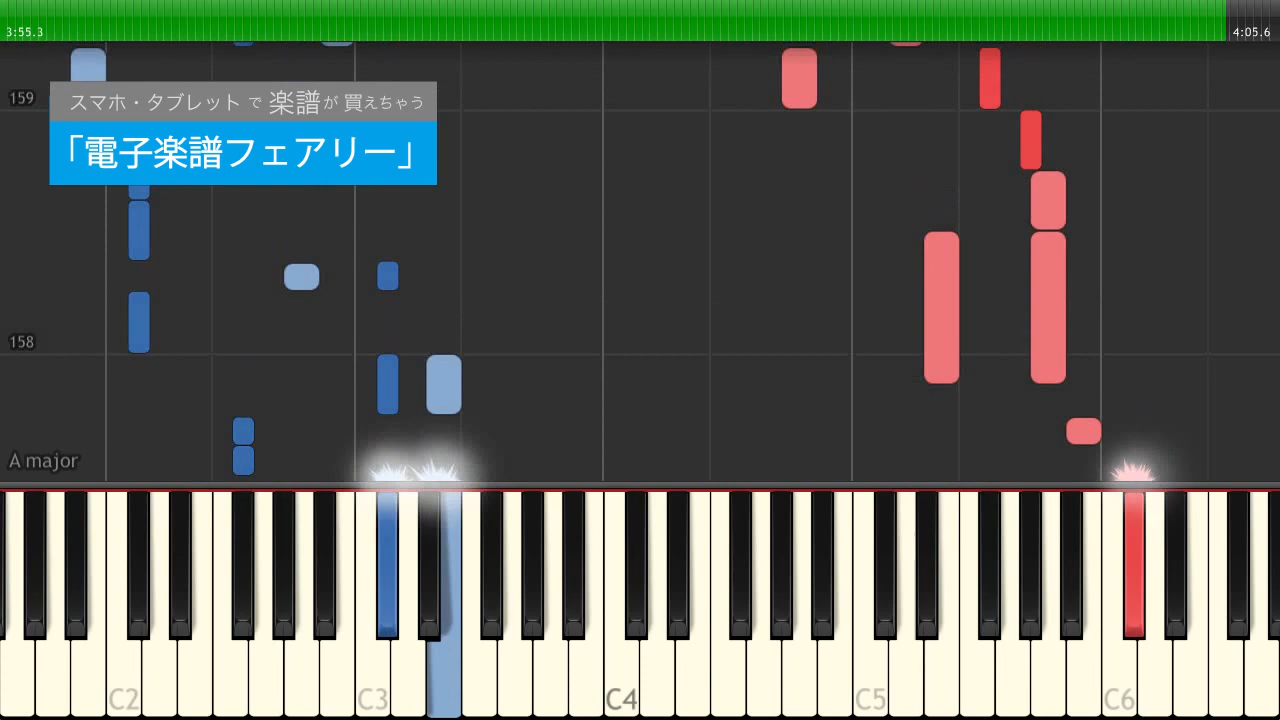 3:55.3
4:05.6
159
スマホ・タブレット で 楽譜 が 買えちゃう
「電子楽譜フェアリー」
158
A major
C2
C3
C4
C5
C6